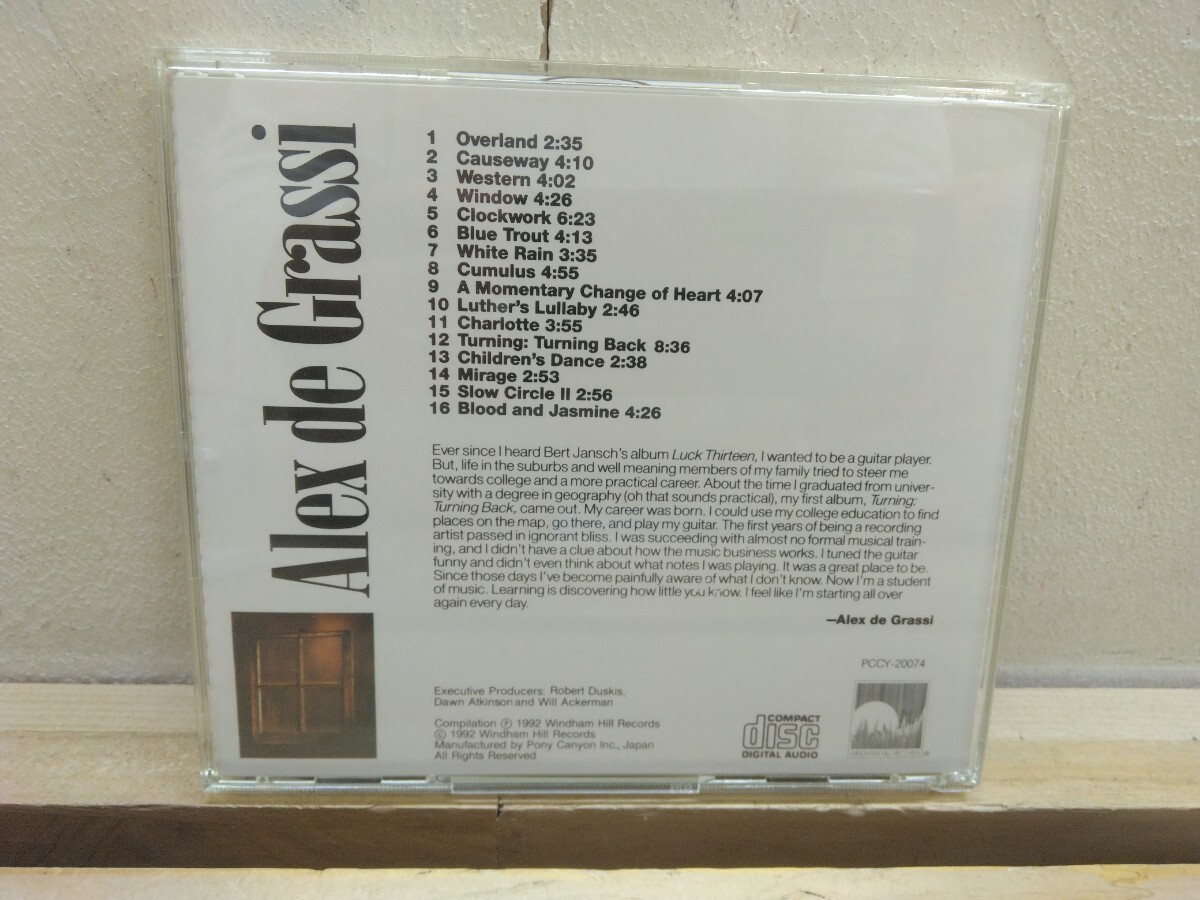 Alex de Grassi
1 Overland 2:35
2 Causeway 4:10
3 Western 4:02
4 Window 4:26
5 Clockwork 6:23
6 Blue Trout 4:13
7 White Rain 3:35
8 Cumulus 4:55
9 A Momentary Change of Heart 4:07
10 Luther's Lullaby 2:46
11 Charlotte 3:55
12 Turning: Turning Back 8:36
13 Children's Dance 2:38
14 Mirage 2:53
15 Slow Circle II 2:56
16 Blood and Jasmine 4:26
Ever since I heard Bert Jansch's album Luck Thirteen, I wanted to be a guitar player.
But, life in the suburbs and well meaning members of my family tried to steer me
towards college and a more practical career. About the time I graduated from univer-
sity with a degree in geography (oh that sounds practical), my first album, Turning:
Turning Back, came out. My career was born. I could use my college education to find
places on the map, go there, and play my guitar. The first years of being a recording
artist passed in ignorant bliss. I was succeeding with almost no formal musical train-
ing, and I didn't have a clue about how the music business works. I tuned the guitar
funny and didn't even think about what notes I was playing. It was a great place to be.
Since those days I've become painfully aware of what I don't know. Now I'm a student
of music. Learning is discovering how little you know. I feel like I'm starting all over
again every day.
—Alex de Grassi
PCCY-20074
Executive Producers: Robert Duskis,
Dawn Atkinson and Will Ackerman
Compilation ℗ 1992 Windham Hill Records
© 1992 Windham Hill Records
Manufactured by Pony Canyon Inc., Japan
All Rights Reserved
COMPACT
disc
DIGITAL AUDIO